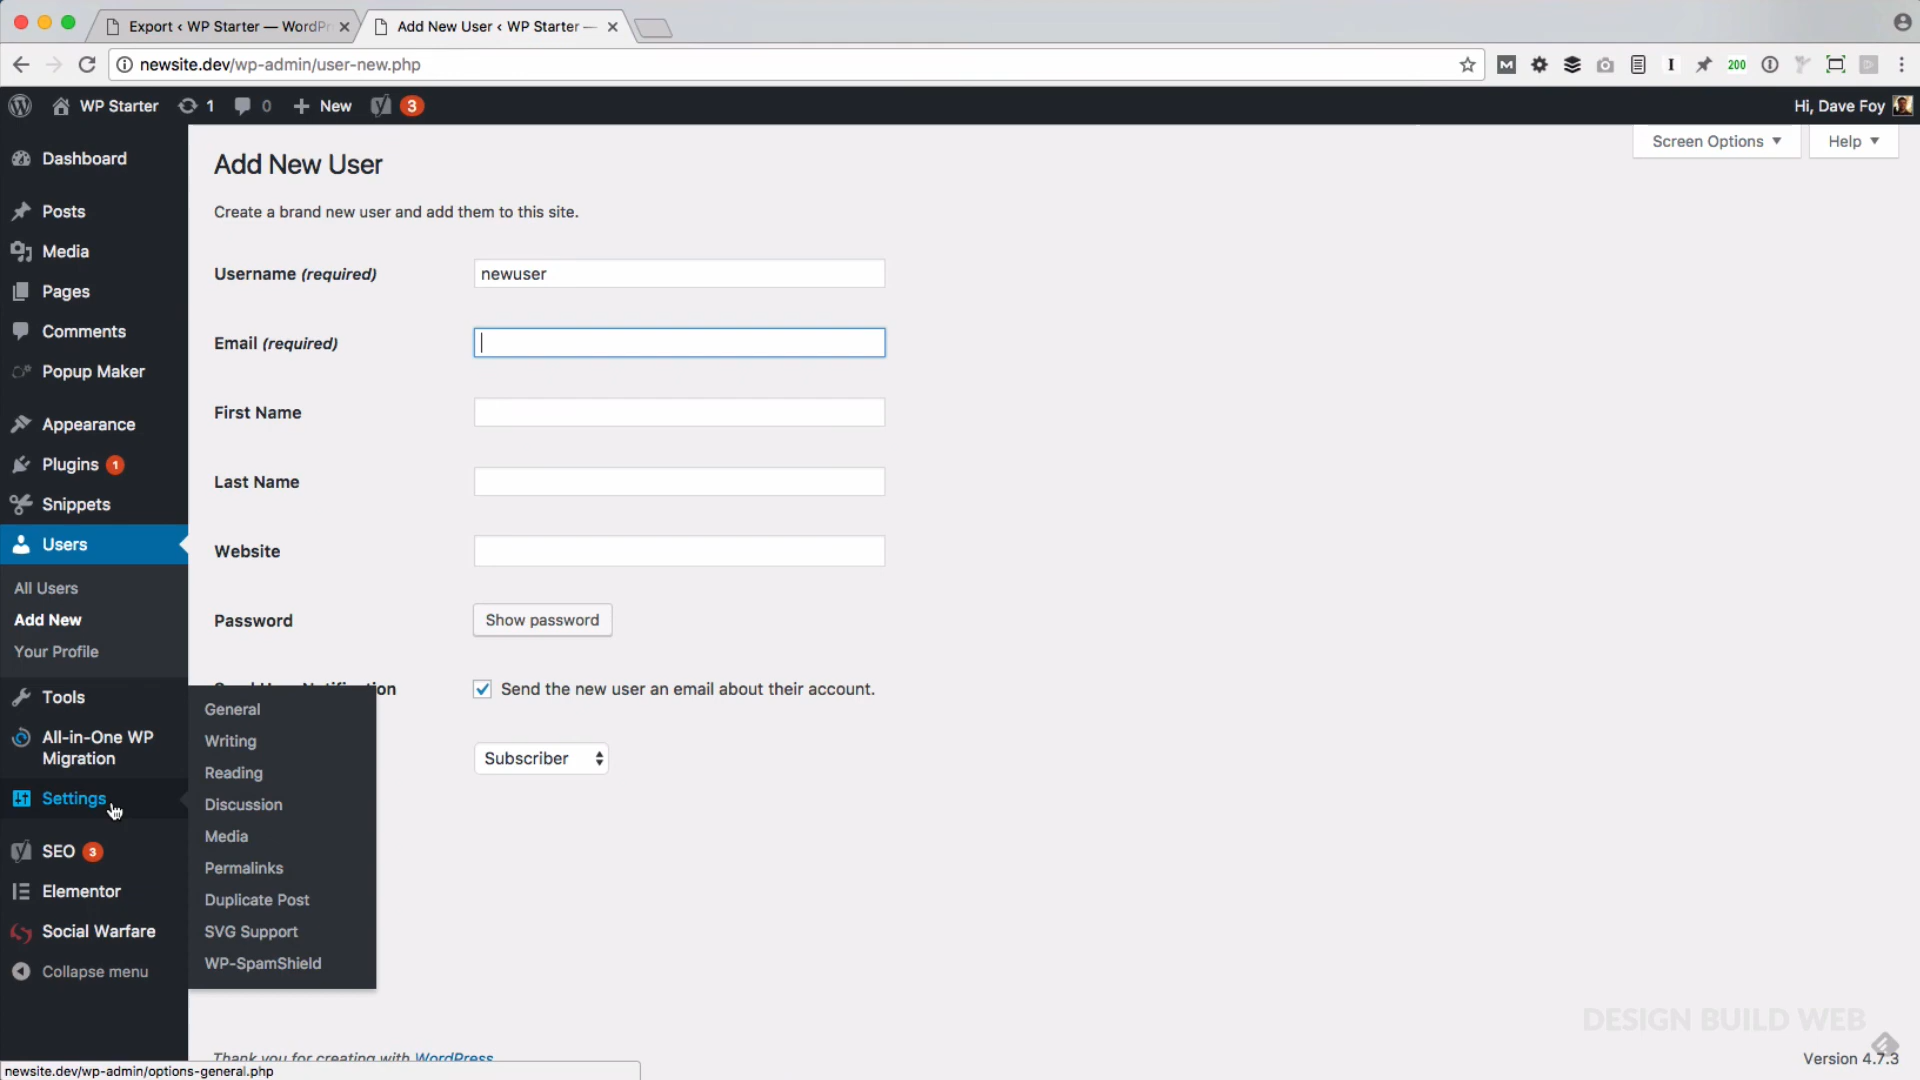 Export ‹ WP Starter — WordPr
Add New User ‹ WP Starter —
newsite.dev/wp-admin/user-new.php
200
WP Starter
1
0
New
3
Hi, Dave Foy
Screen Options
Help
Dashboard
Posts
Media
Pages
Comments
Popup Maker
Appearance
Plugins 1
Snippets
Users
All Users
Add New
Your Profile
Tools
All-in-One WP
Migration
Settings
SEO 3
Elementor
Social Warfare
Collapse menu
General
Writing
Reading
Discussion
Media
Permalinks
Duplicate Post
SVG Support
WP-SpamShield
Add New User
Create a brand new user and add them to this site.
Username (required)
newuser
Email (required)
First Name
Last Name
Website
Password
Show password
Send the new user an email about their account.
Subscriber
DESIGN BUILD WEB
Thank you for creating with WordPress
Version 4.7.3
newsite.dev/wp-admin/options-general.php